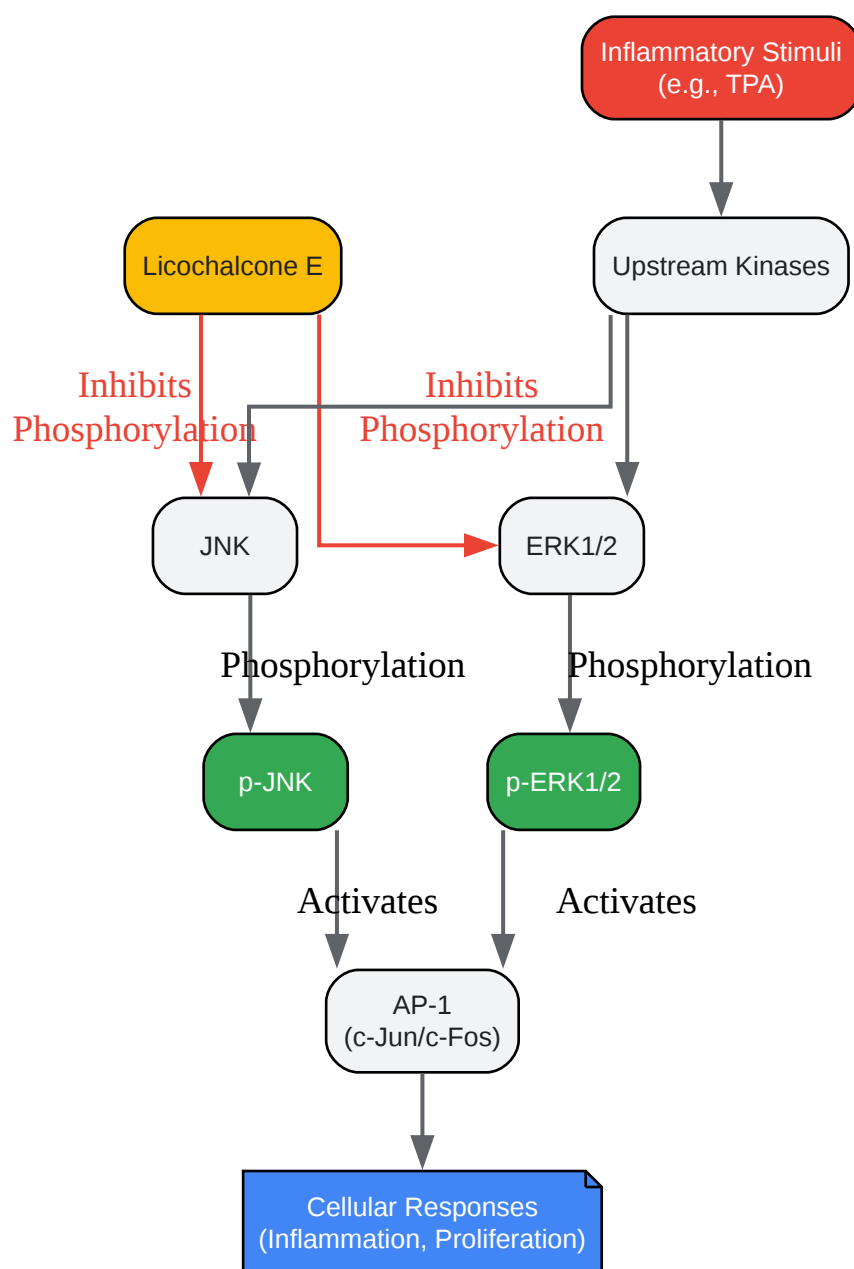 Inflammatory Stimuli
(e.g., TPA)
Licochalcone E
Upstream Kinases
Inhibits
Phosphorylation
Inhibits
Phosphorylation
JNK
ERK1/2
Phosphorylation
Phosphorylation
p-JNK
p-ERK1/2
Activates
Activates
AP-1
(c-Jun/c-Fos)
Cellular Responses
(Inflammation, Proliferation)